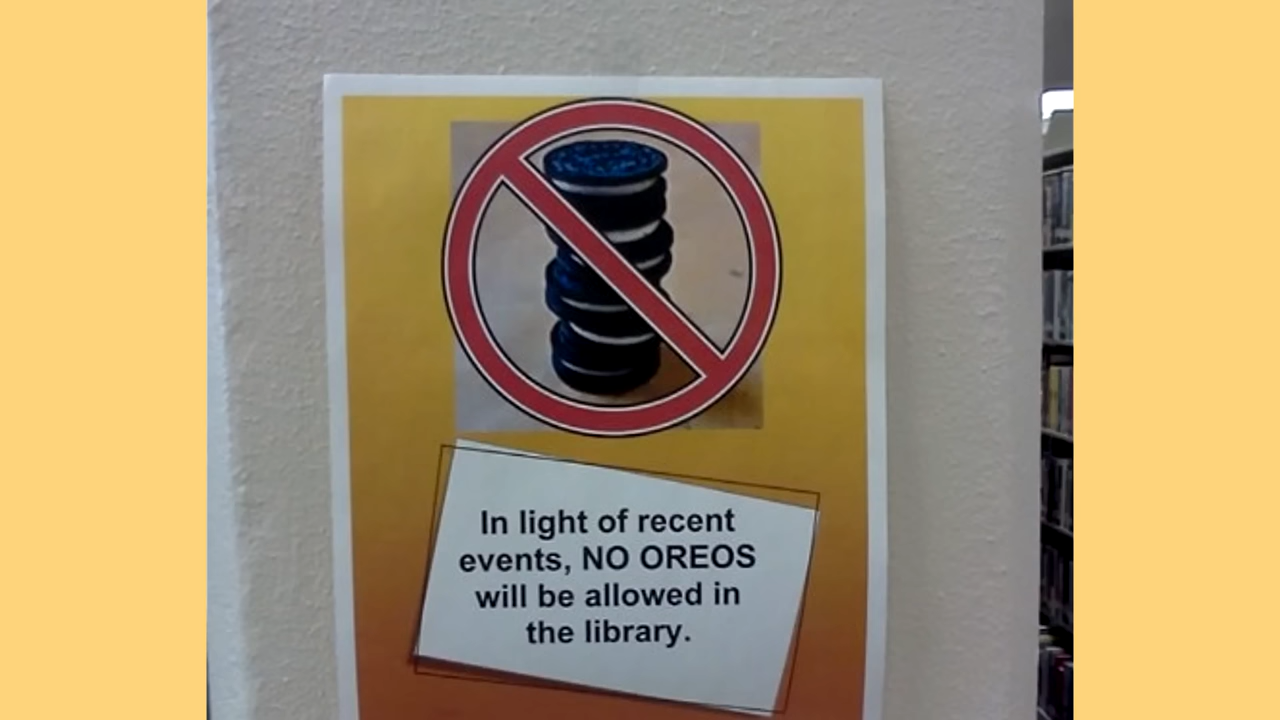 In light of recent
events, NO OREOS
will be allowed in
the library.